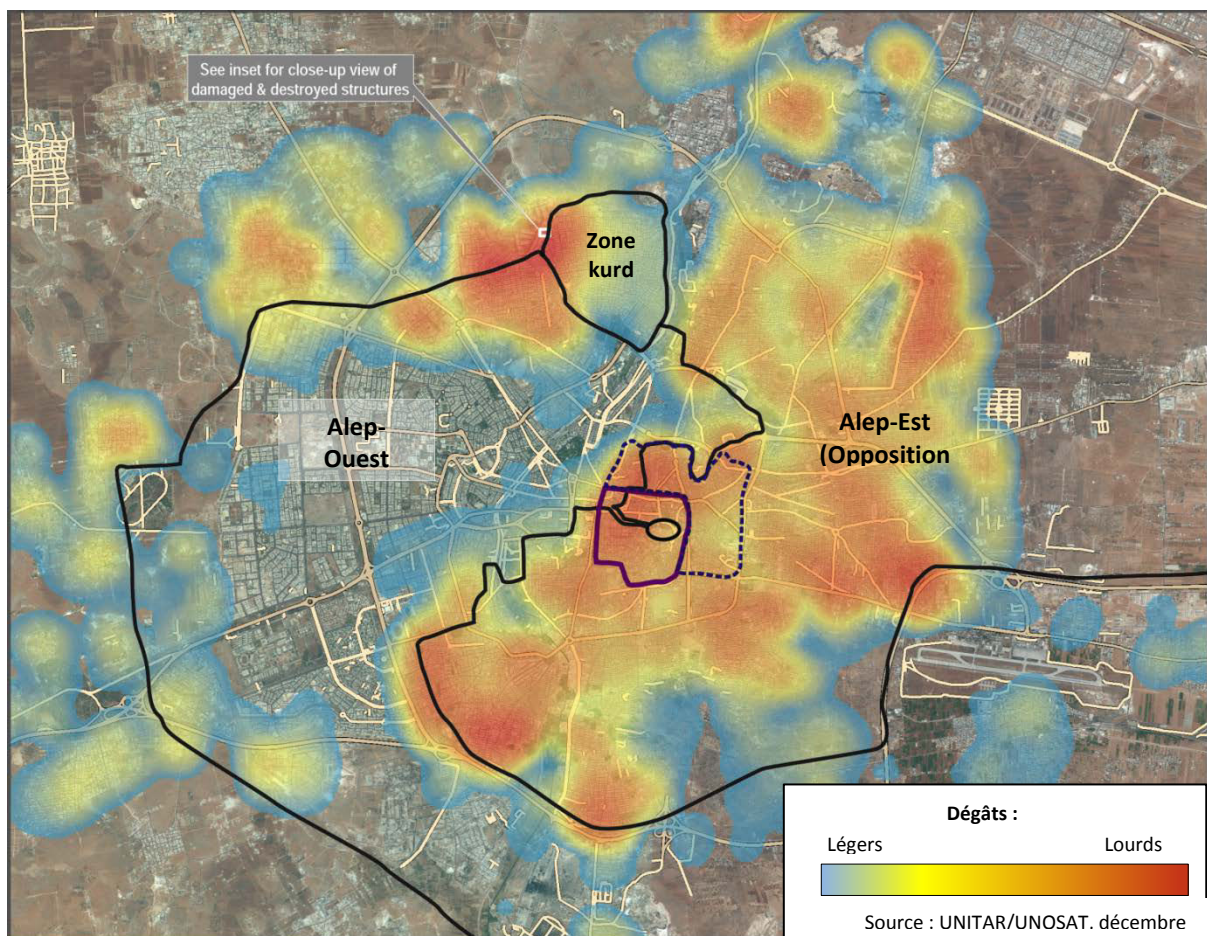 See inset for close-up view of
damaged & destroyed structures
Zone
kurd
Alep-
Ouest
Alep-Est
(Opposition
Dégâts :
Légers
Lourds
Source : UNITAR/UNOSAT. décembre